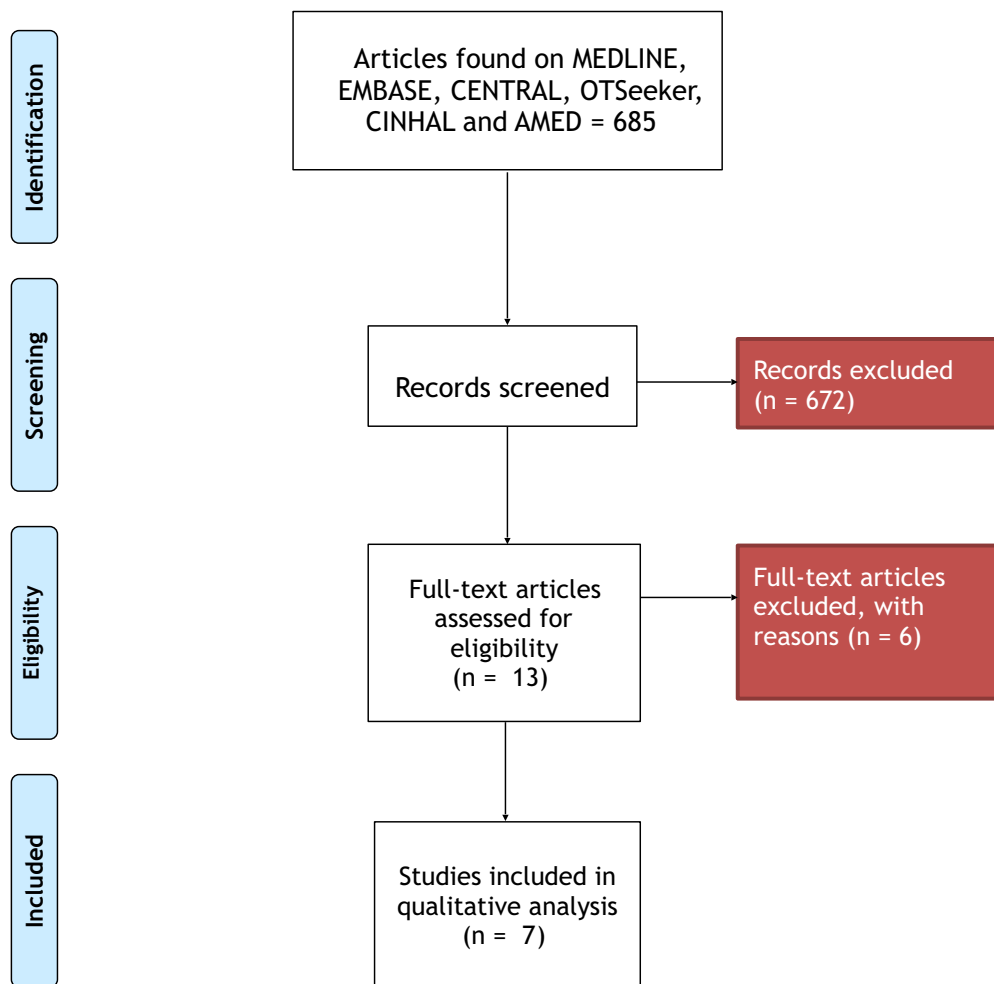 Identification
Articles found on MEDLINE,
EMBASE, CENTRAL, OTSeeker,
CINHAL and AMED = 685
Screening
Records screened
Records excluded
(n = 672)
Eligibility
Full-text articles
assessed for
eligibility
(n = 13)
Full-text articles
excluded, with
reasons (n = 6)
Included
Studies included in
qualitative analysis
(n = 7)